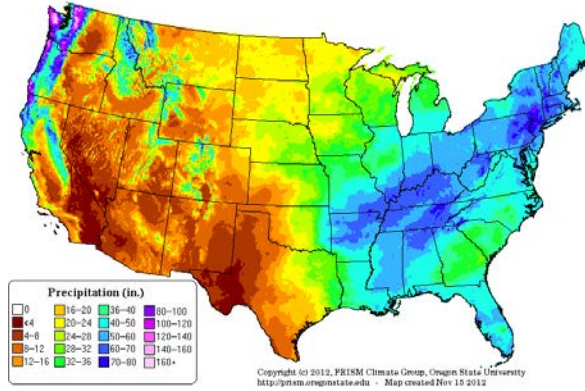 Precipitation (in.)
0 16-20 36-40 80-100
<4 20-24 40-50 100-120
4-8 24-28 50-60 120-140
8-12 28-32 60-70 140-160
12-16 32-36 70-80 160+
Copyright (c) 2012, PRISM Climate Group, Oregon State University
http://prism.oregonstate.edu - Map created Nov 15 2012